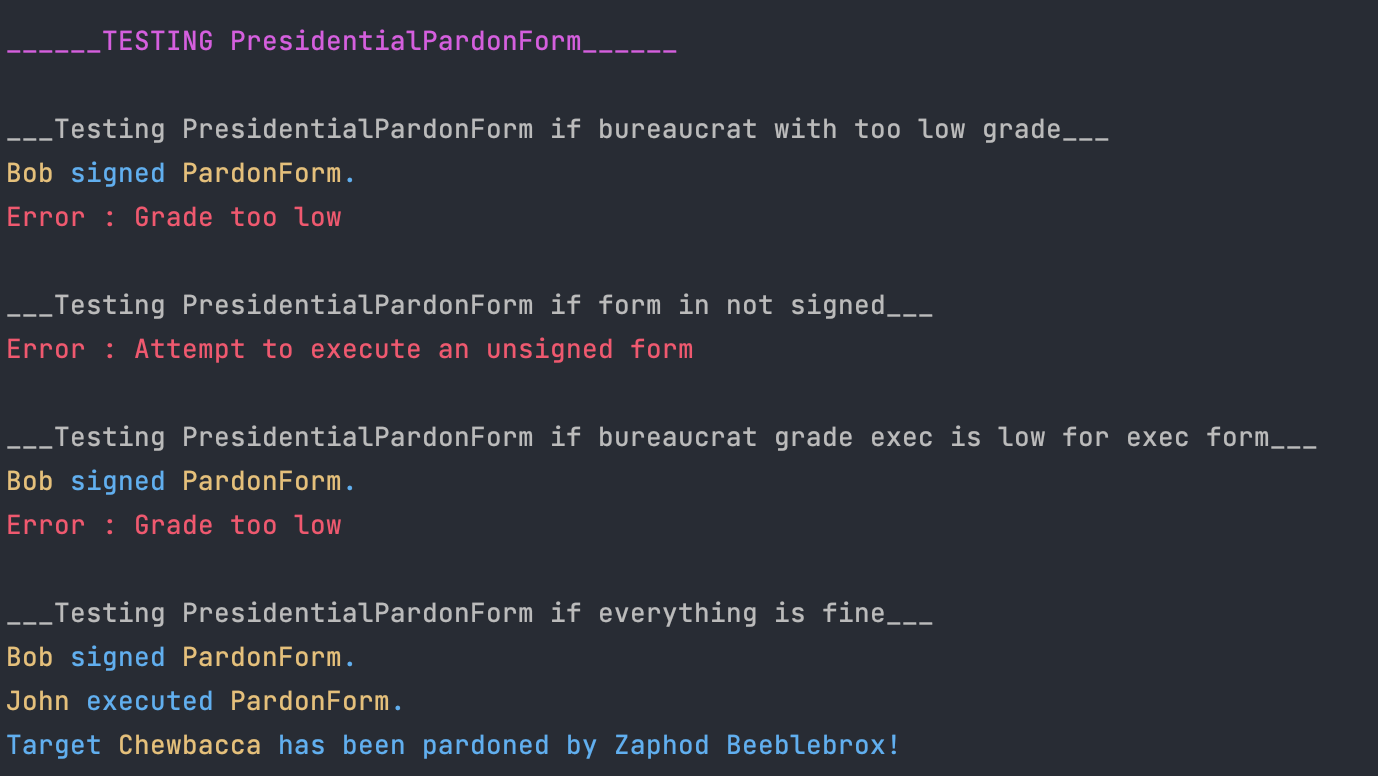 ______TESTING PresidentialPardonForm______
___Testing PresidentialPardonForm if bureaucrat with too low grade___
Bob signed PardonForm.
Error : Grade too low
___Testing PresidentialPardonForm if form in not signed___
Error : Attempt to execute an unsigned form
___Testing PresidentialPardonForm if bureaucrat grade exec is low for exec form___
Bob signed PardonForm.
Error : Grade too low
___Testing PresidentialPardonForm if everything is fine___
Bob signed PardonForm.
John executed PardonForm.
Target Chewbacca has been pardoned by Zaphod Beeblebrox!